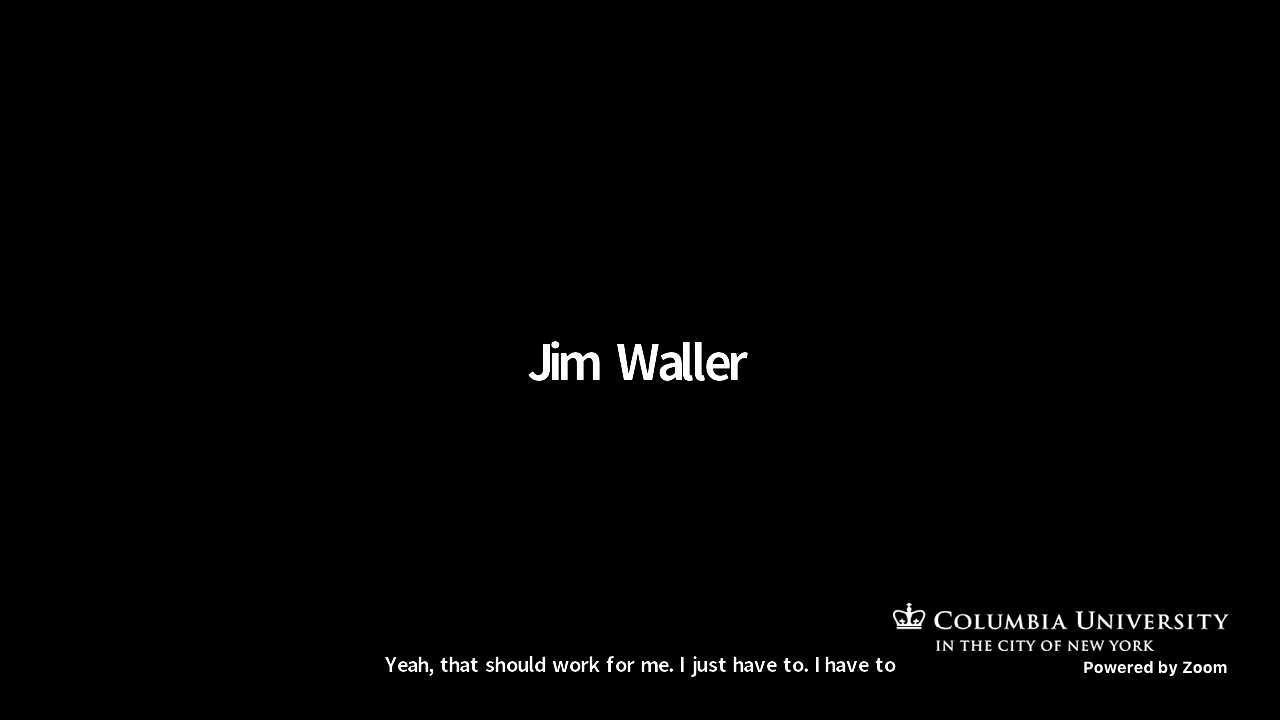 Jim Waller
COLUMBIA UNIVERSITY
IN THE CITY OF NEW YORK
Yeah, that should work for me. I just have to. I have to
Powered by Zoom